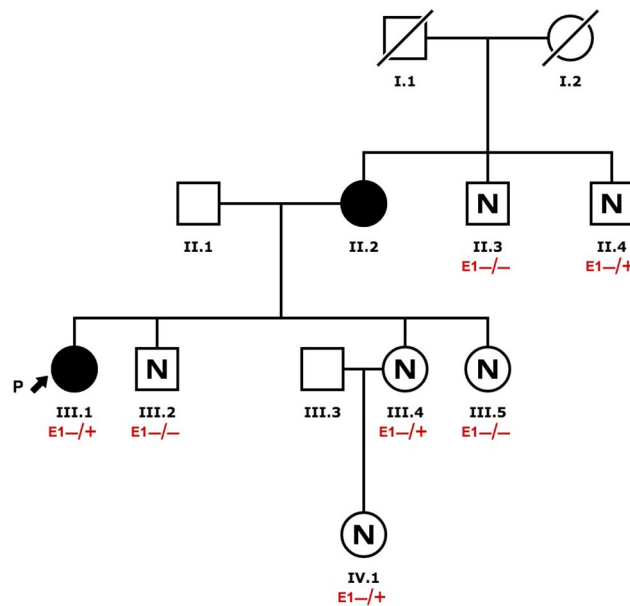 I.1 I.2
N N
II.1 II.2 II.3 II.4
E1—/— E1—/+
P N N N
III.1 III.2 III.3 III.4 III.5
E1—/+ E1—/— E1—/+ E1—/—
N
IV.1
E1—/+